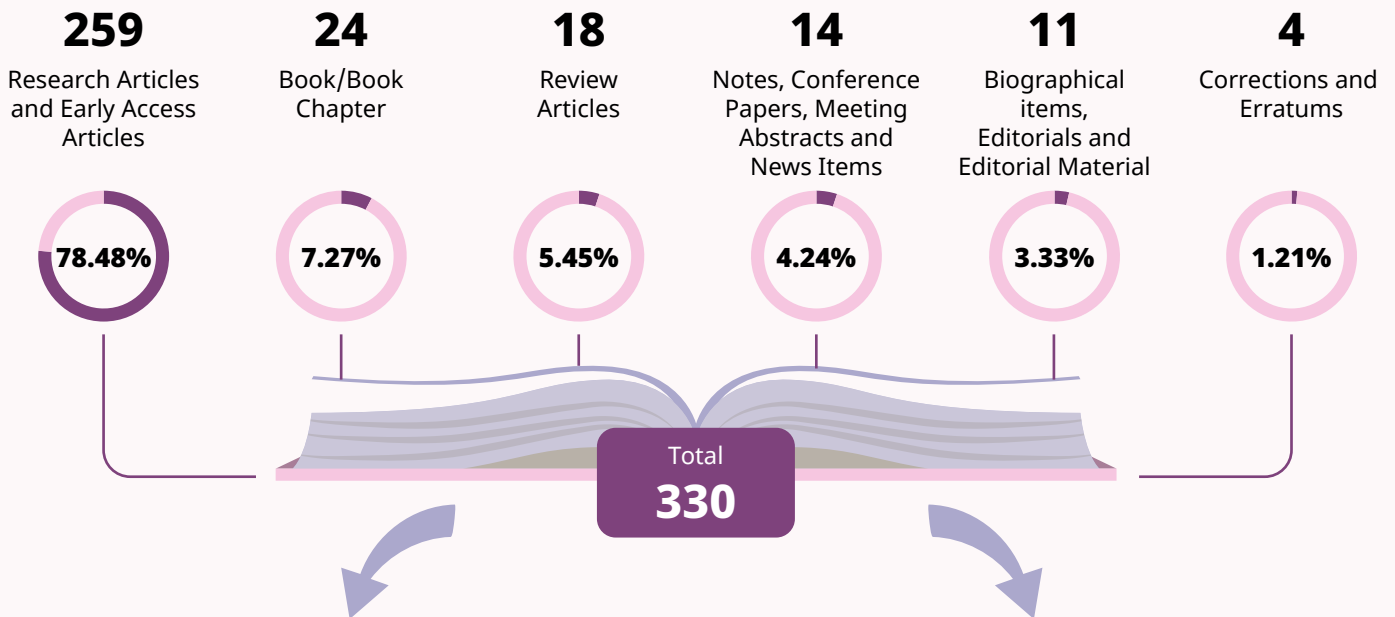 259
Research Articles
and Early Access
Articles
78.48%
24
Book/Book
Chapter
7.27%
18
Review
Articles
5.45%
14
Notes, Conference
Papers, Meeting
Abstracts and
News Items
4.24%
11
Biographical
items,
Editorials and
Editorial Material
3.33%
4
Corrections and
Erratums
1.21%
Total
330